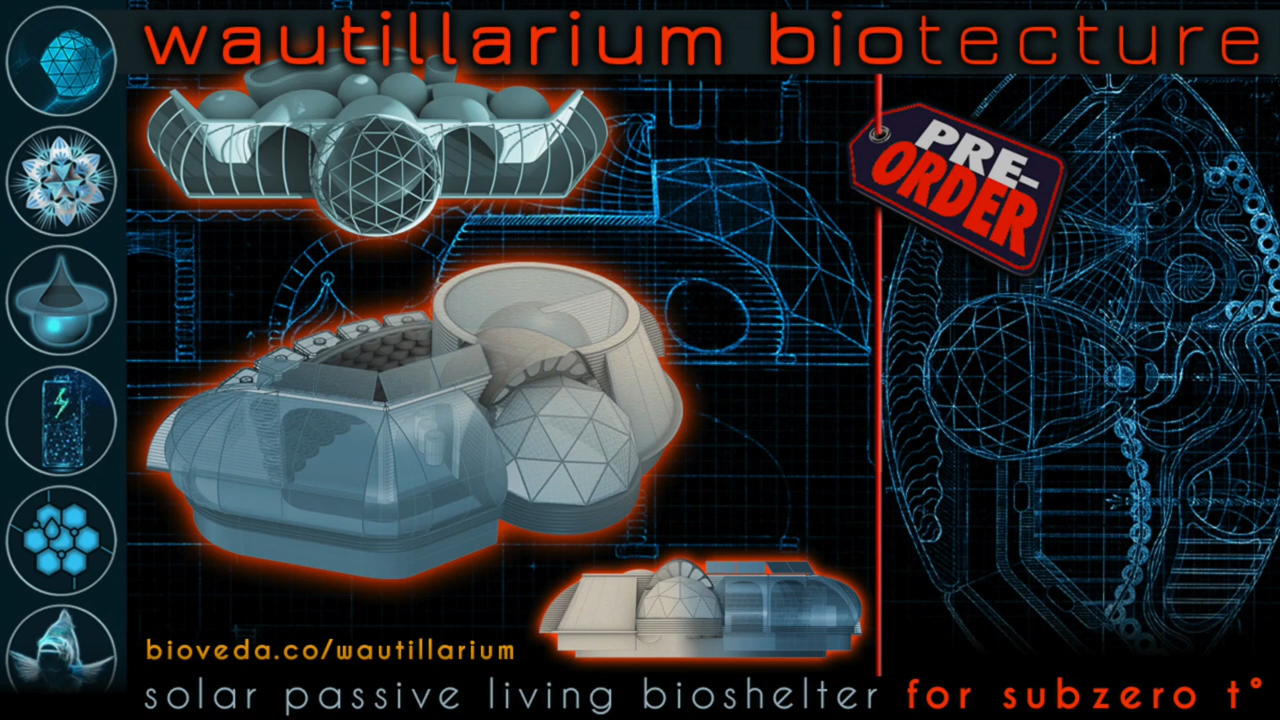 wautillarium biotecture
PRE-
ORDER
bioveda.co/wautillarium
solar passive living bioshelter for subzero t°